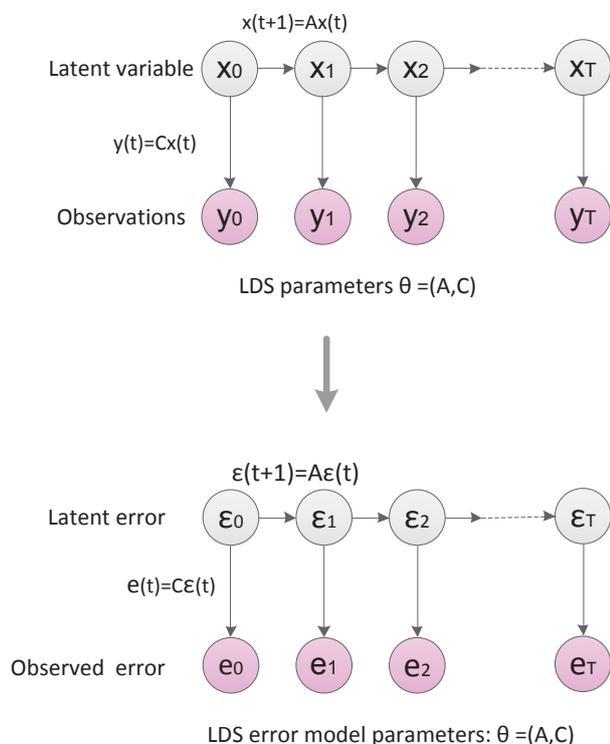 x(t+1)=Ax(t)
Latent variable x0 x1 x2 xT
y(t)=Cx(t)
Observations y0 y1 y2 yT
LDS parameters θ =(A,C)
ε(t+1)=Aε(t)
Latent error ε0 ε1 ε2 εT
e(t)=Cε(t)
Observed error e0 e1 e2 eT
LDS error model parameters: θ =(A,C)